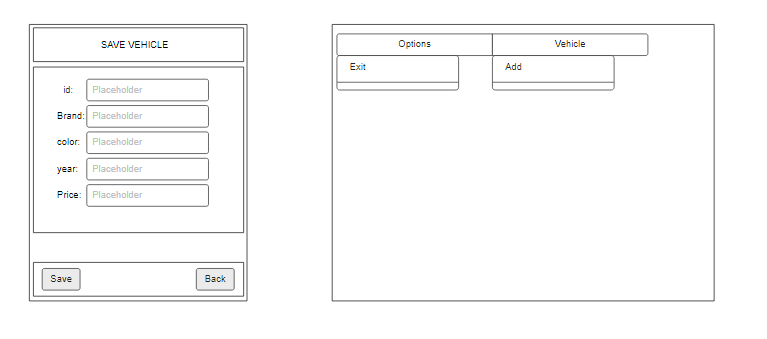 SAVE VEHICLE
id: Placeholder
Brand: Placeholder
color: Placeholder
year: Placeholder
Price: Placeholder
Save Back
Options Vehicle
Exit Add